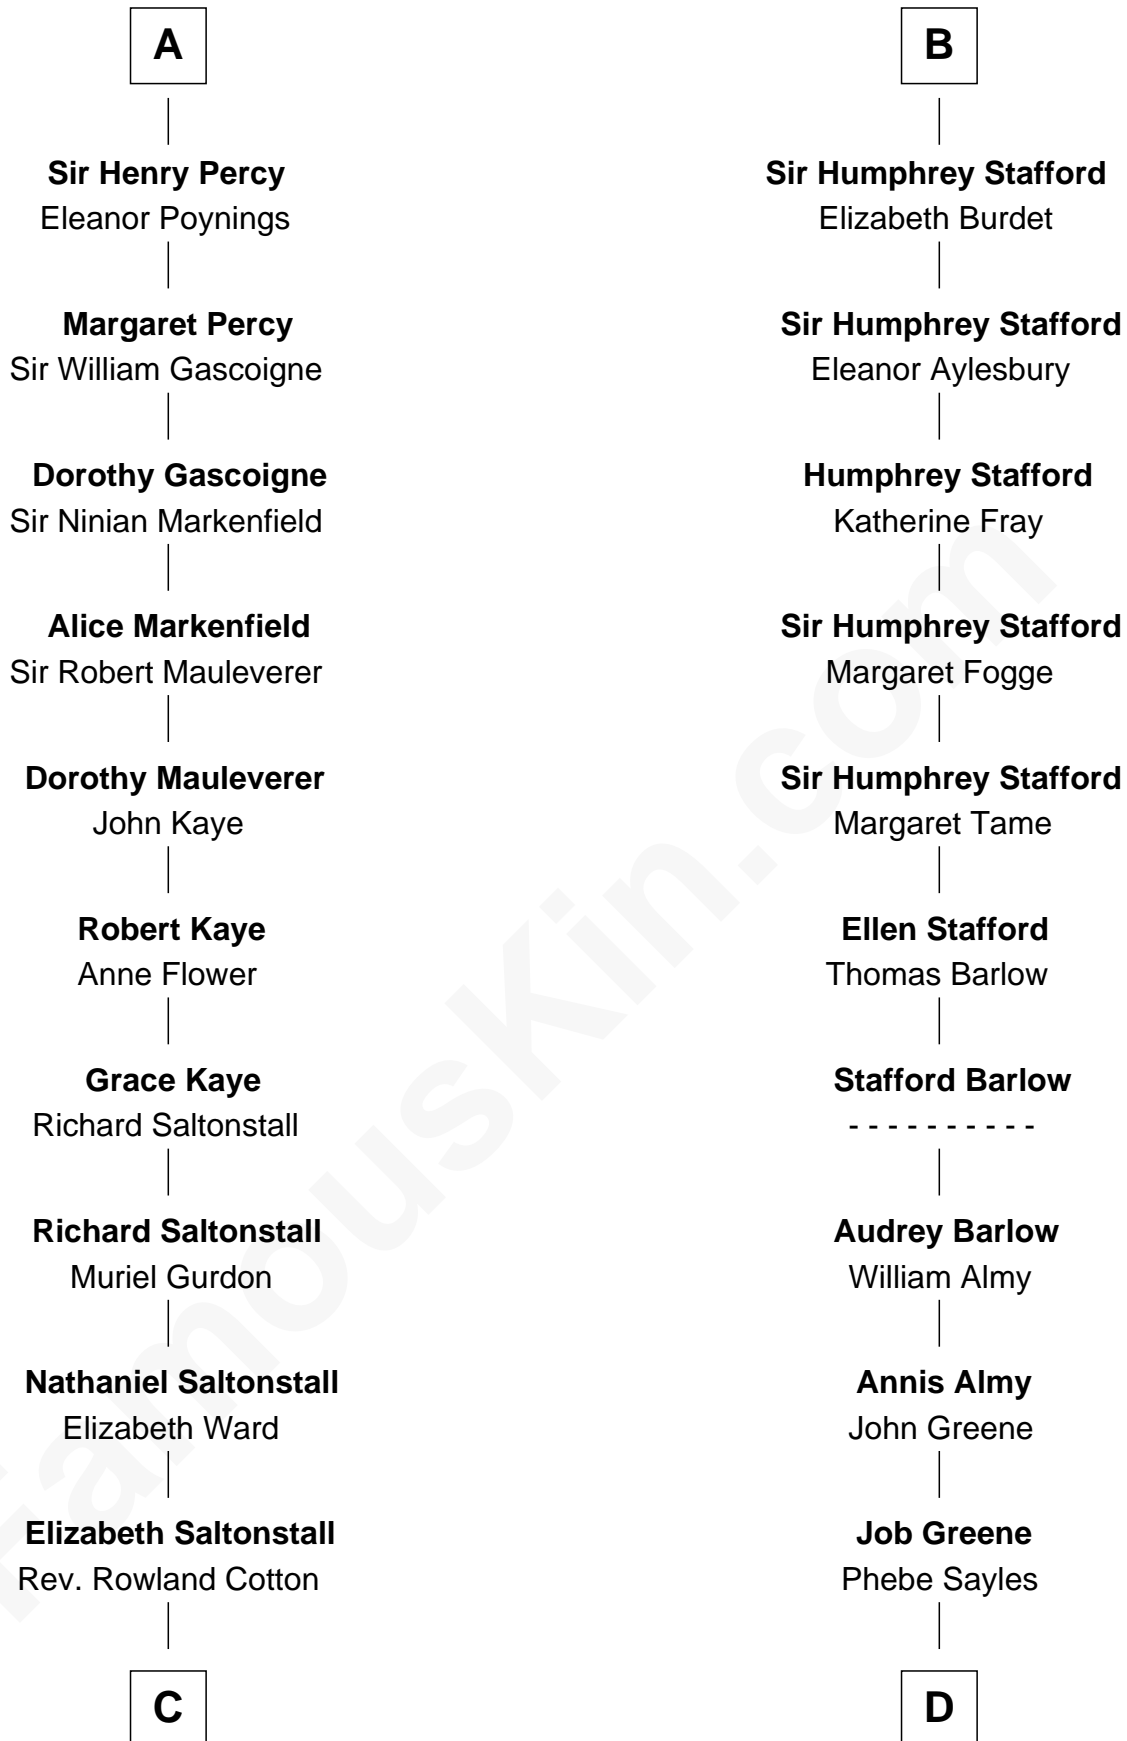 A
Sir Henry Percy
Eleanor Poynings
Margaret Percy
Sir William Gascoigne
Dorothy Gascoigne
Sir Ninian Markenfield
Alice Markenfield
Sir Robert Mauleverer
Dorothy Mauleverer
John Kaye
Robert Kaye
Anne Flower
Grace Kaye
Richard Saltonstall
Richard Saltonstall
Muriel Gurdon
Nathaniel Saltonstall
Elizabeth Ward
Elizabeth Saltonstall
Rev. Rowland Cotton
C
B
Sir Humphrey Stafford
Elizabeth Burdet
Sir Humphrey Stafford
Eleanor Aylesbury
Humphrey Stafford
Katherine Fray
Sir Humphrey Stafford
Margaret Fogge
Sir Humphrey Stafford
Margaret Tame
Ellen Stafford
Thomas Barlow
Stafford Barlow
- - - - - - - - - -
Audrey Barlow
William Almy
Annis Almy
John Greene
Job Greene
Phebe Sayles
D
FamousKin.com